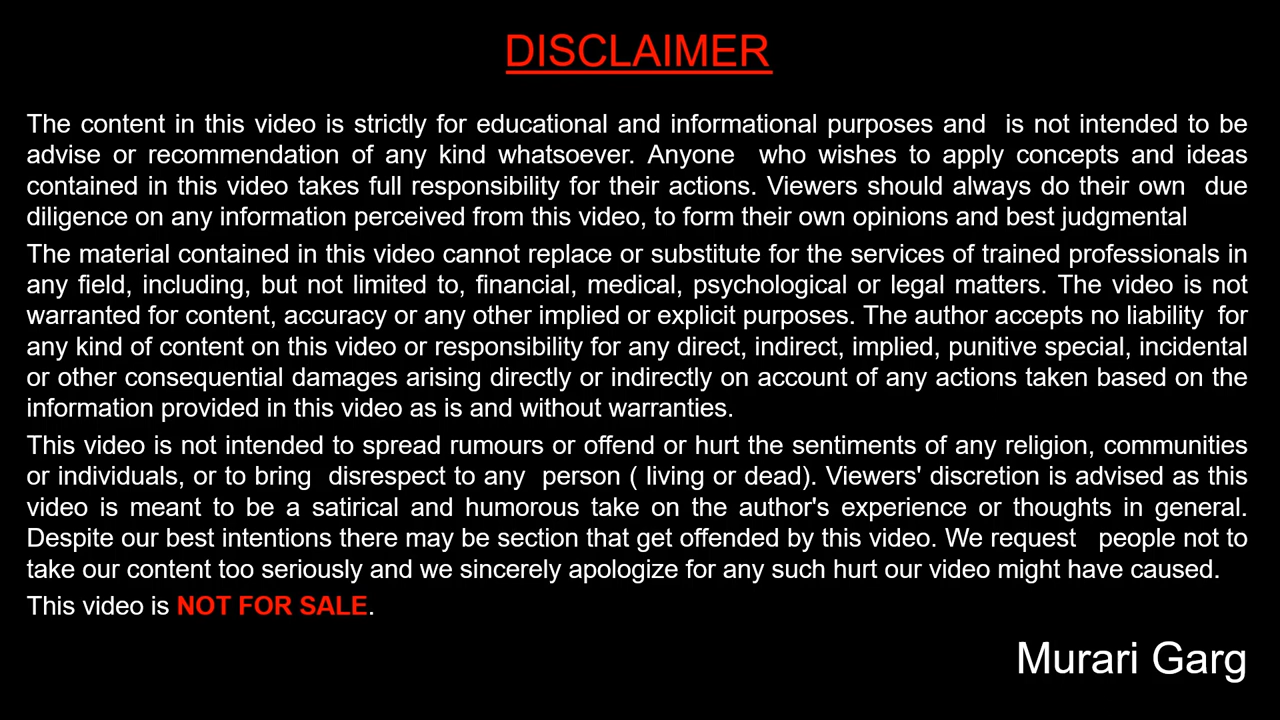 DISCLAIMER
The content in this video is strictly for educational and informational purposes and is not intended to be
advise or recommendation of any kind whatsoever. Anyone who wishes to apply concepts and ideas
contained in this video takes full responsibility for their actions. Viewers should always do their own due
diligence on any information perceived from this video, to form their own opinions and best judgmental
The material contained in this video cannot replace or substitute for the services of trained professionals in
any field, including, but not limited to, financial, medical, psychological or legal matters. The video is not
warranted for content, accuracy or any other implied or explicit purposes. The author accepts no liability for
any kind of content on this video or responsibility for any direct, indirect, implied, punitive special, incidental
or other consequential damages arising directly or indirectly on account of any actions taken based on the
information provided in this video as is and without warranties.
This video is not intended to spread rumours or offend or hurt the sentiments of any religion, communities
or individuals, or to bring disrespect to any person ( living or dead). Viewers' discretion is advised as this
video is meant to be a satirical and humorous take on the author's experience or thoughts in general.
Despite our best intentions there may be section that get offended by this video. We request people not to
take our content too seriously and we sincerely apologize for any such hurt our video might have caused.
This video is NOT FOR SALE.
Murari Garg